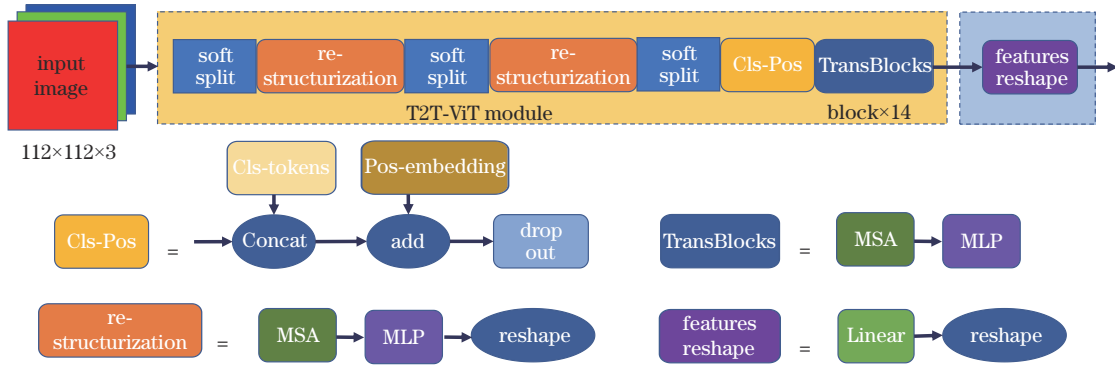 input
image
112×112×3
soft
split
re-
structurization
soft
split
re-
structurization
soft
split
Cls-Pos
TransBlocks
T2T-ViT module
block×14
features
reshape
Cls-tokens
Pos-embedding
Cls-Pos
=
Concat
add
drop
out
TransBlocks
=
MSA
MLP
re-
structurization
=
MSA
MLP
reshape
features
reshape
=
Linear
reshape